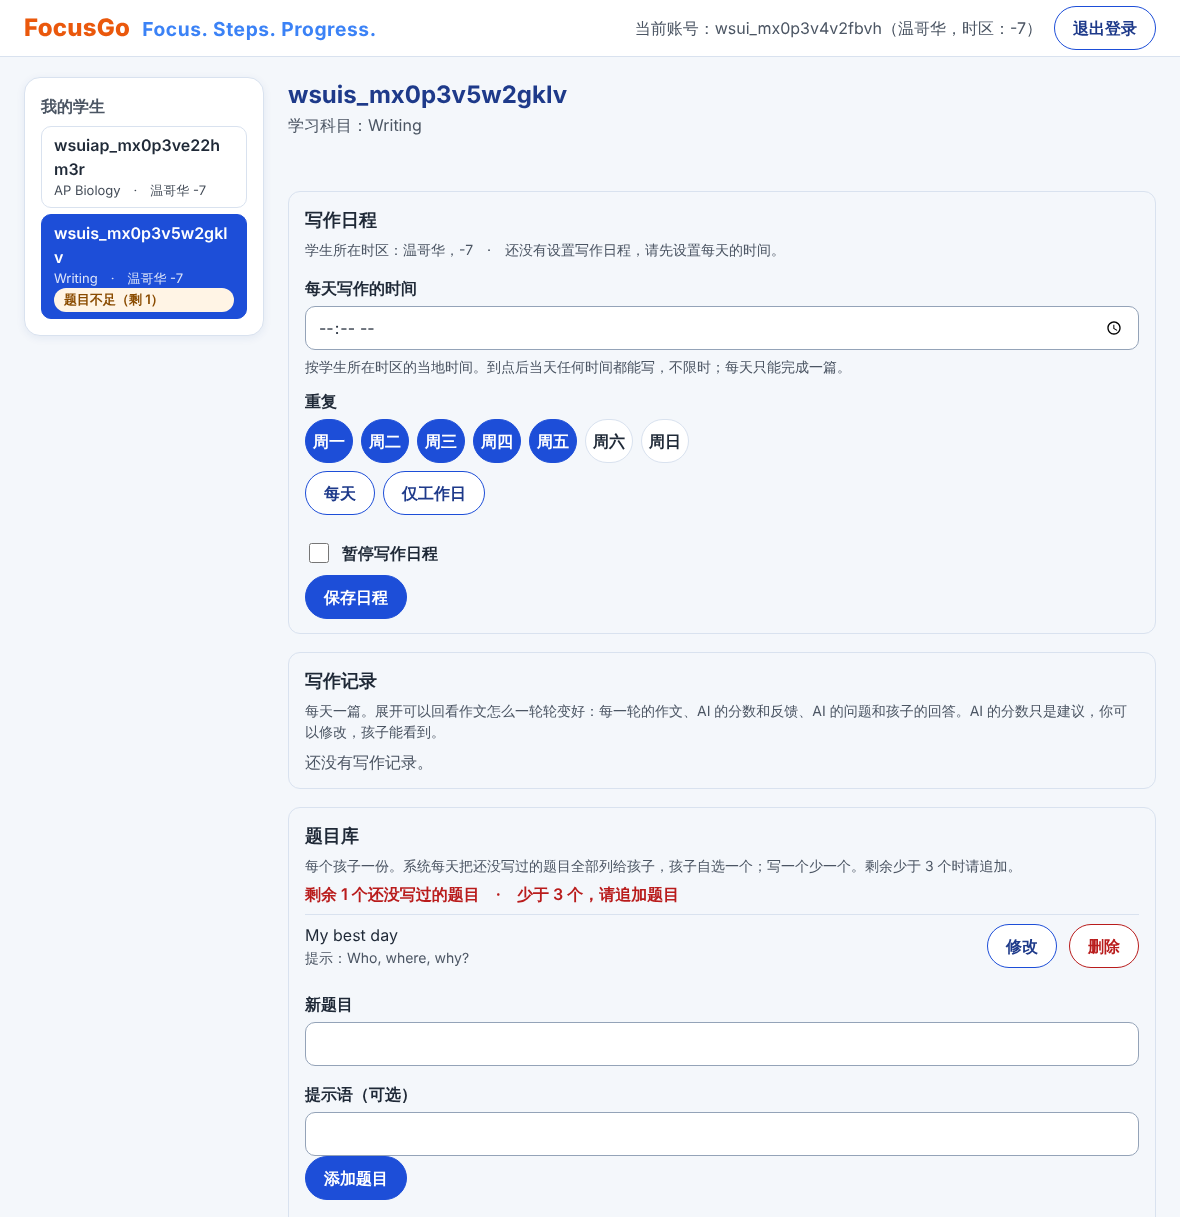 FocusGo Focus. Steps. Progress.
当前账号：wsui_mx0p3v4v2fbvh（温哥华，时区：-7）
退出登录
我的学生
wsuiap_mx0p3ve22h
m3r
AP Biology · 温哥华 -7
wsuis_mx0p3v5w2gkl
v
Writing · 温哥华 -7
题目不足（剩 1）
wsuis_mx0p3v5w2gklv
学习科目：Writing
写作日程
学生所在时区：温哥华，-7 · 还没有设置写作日程，请先设置每天的时间。
每天写作的时间
--:-- --
按学生所在时区的当地时间。到点后当天任何时间都能写，不限时；每天只能完成一篇。
重复
周一 周二 周三 周四 周五 周六 周日
每天 仅工作日
暂停写作日程
保存日程
写作记录
每天一篇。展开可以回看作文怎么一轮轮变好：每一轮的作文、AI 的分数和反馈、AI 的问题和孩子的回答。AI 的分数只是建议，你可
以修改，孩子能看到。
还没有写作记录。
题目库
每个孩子一份。系统每天把还没写过的题目全部列给孩子，孩子自选一个；写一个少一个。剩余少于 3 个时请追加。
剩余 1 个还没写过的题目 · 少于 3 个，请追加题目
My best day
提示：Who, where, why?
修改 删除
新题目
提示语（可选）
添加题目